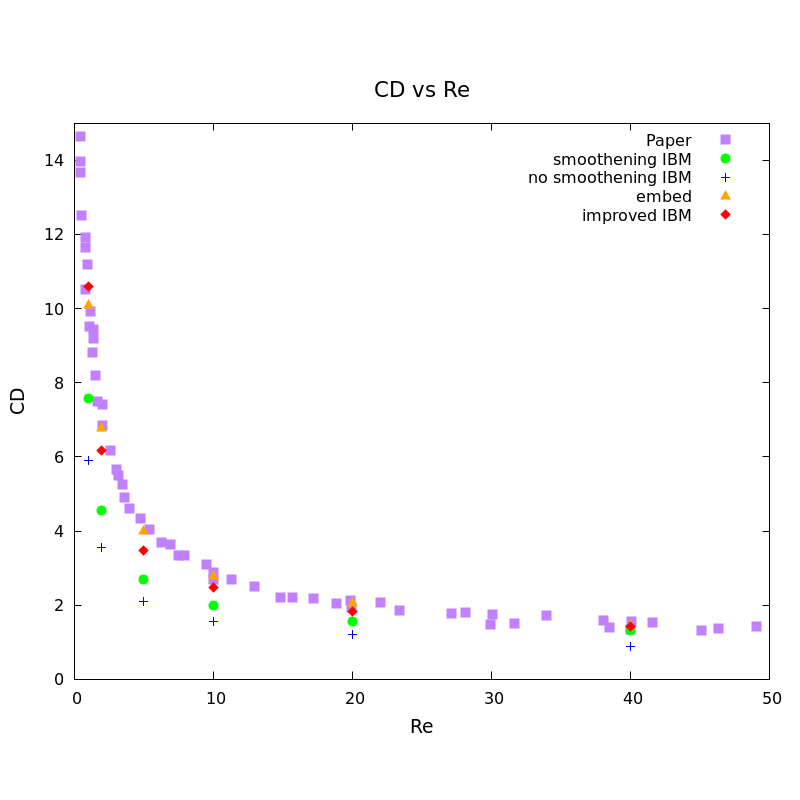 CD vs Re
Paper
smoothening IBM
no smoothening IBM
embed
improved IBM
14
12
10
8
6
4
2
0
CD
0 10 20 30 40 50
Re